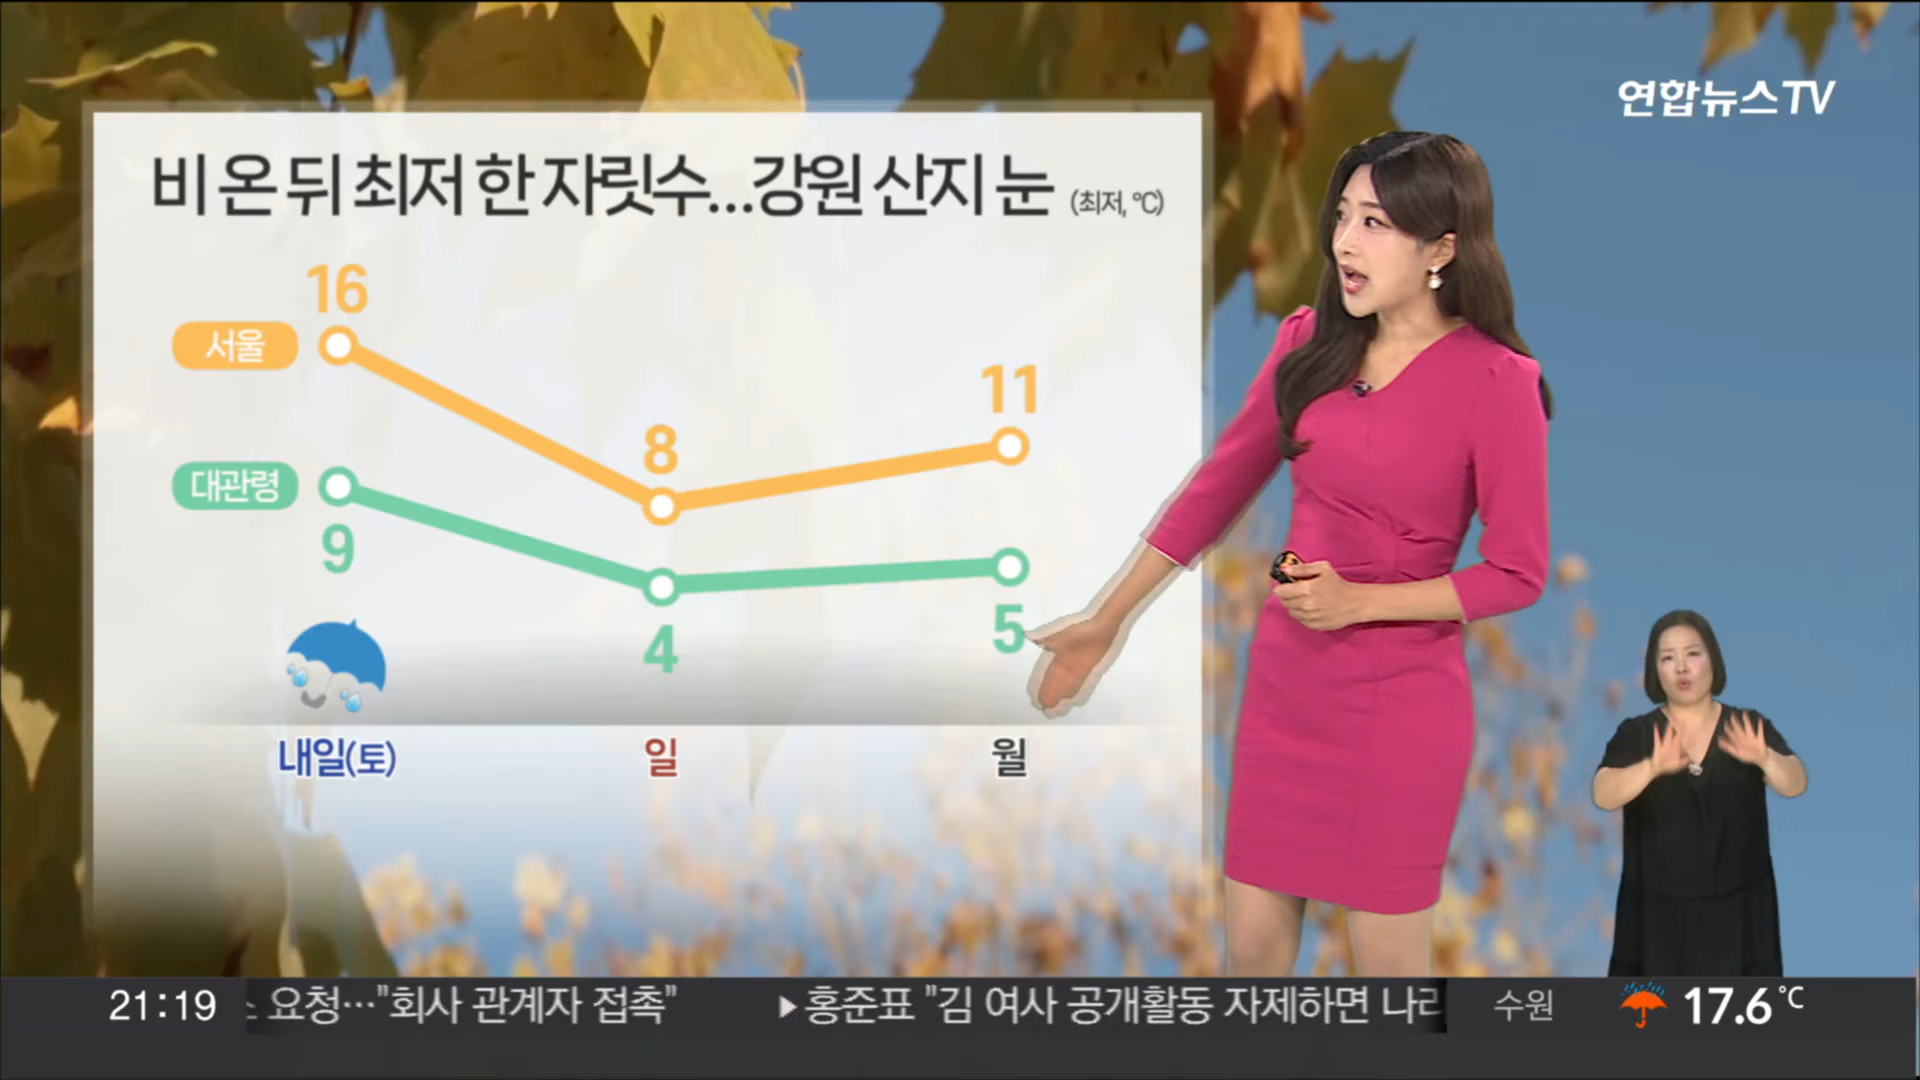 연합뉴스TV
비 온 뒤 최저 한 자릿수...강원 산지 눈 (최저, ℃)
16
서울
11
8
대관령
9
5
4
내일(토) 일 월
21:19 요청…"회사 관계자 접촉" ▶홍준표 "김 여사 공개활동 자제하면 나라 수원 17.6℃